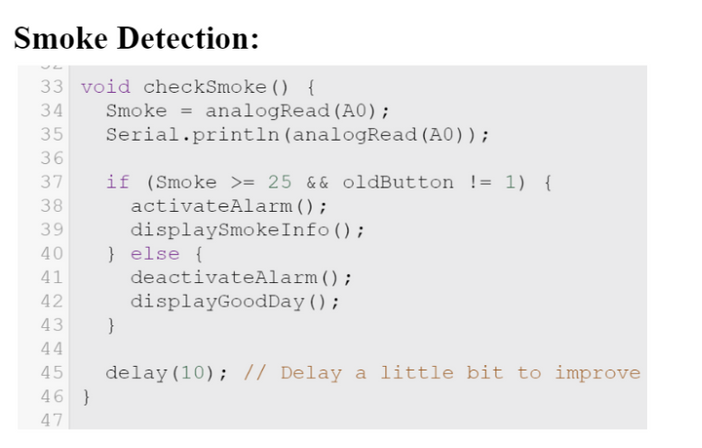 Smoke Detection:
33 void checkSmoke() {
34 Smoke = analogRead(A0);
35 Serial.println(analogRead(A0));
36
37 if (Smoke >= 25 && oldButton != 1) {
38 activateAlarm();
39 displaySmokeInfo();
40 } else {
41 deactivateAlarm();
42 displayGoodDay();
43 }
44
45 delay(10); // Delay a little bit to improve
46 }
47